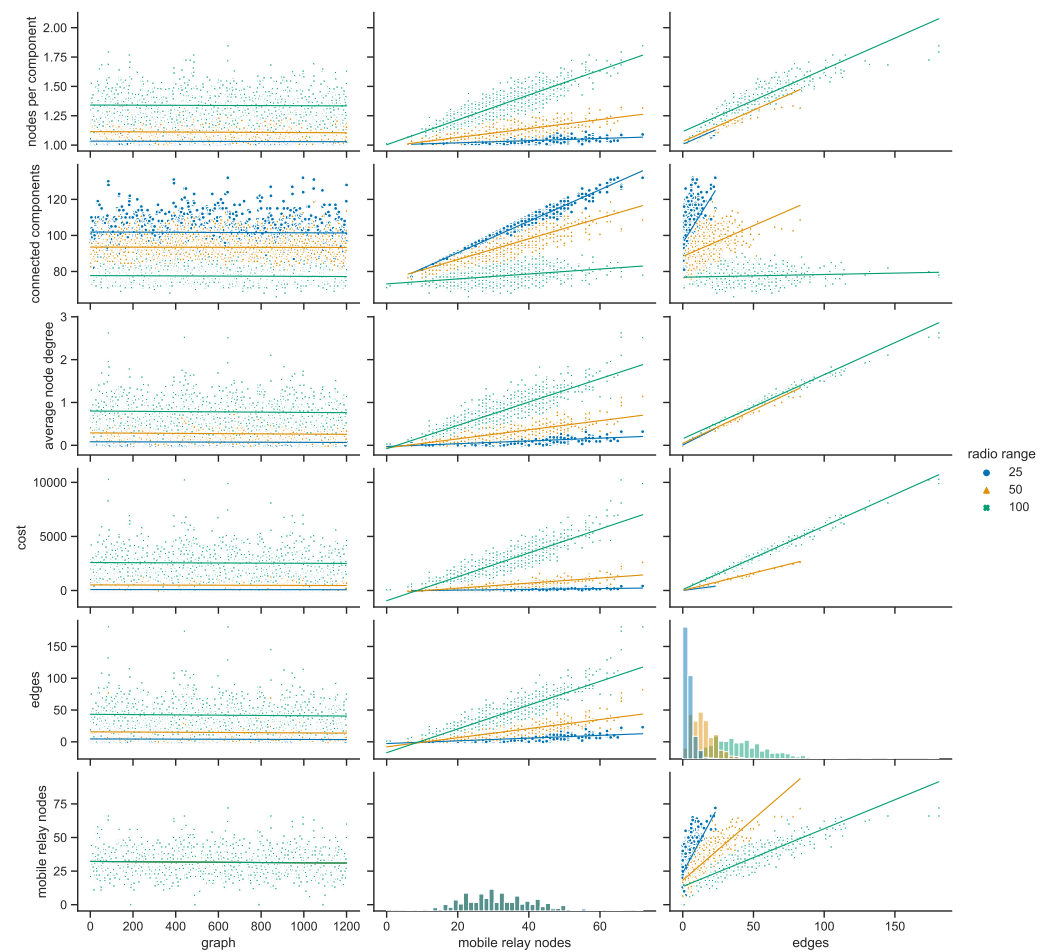 nodes per component
2.00
1.75
1.50
1.25
1.00
connected components
120
100
80
average node degree
3
2
1
0
cost
10000
5000
0
radio range
25
50
100
edges
150
100
50
0
mobile relay nodes
75
50
25
0
0 200 400 600 800 1000 1200
0 20 40 60
0 50 100 150
graph
mobile relay nodes
edges